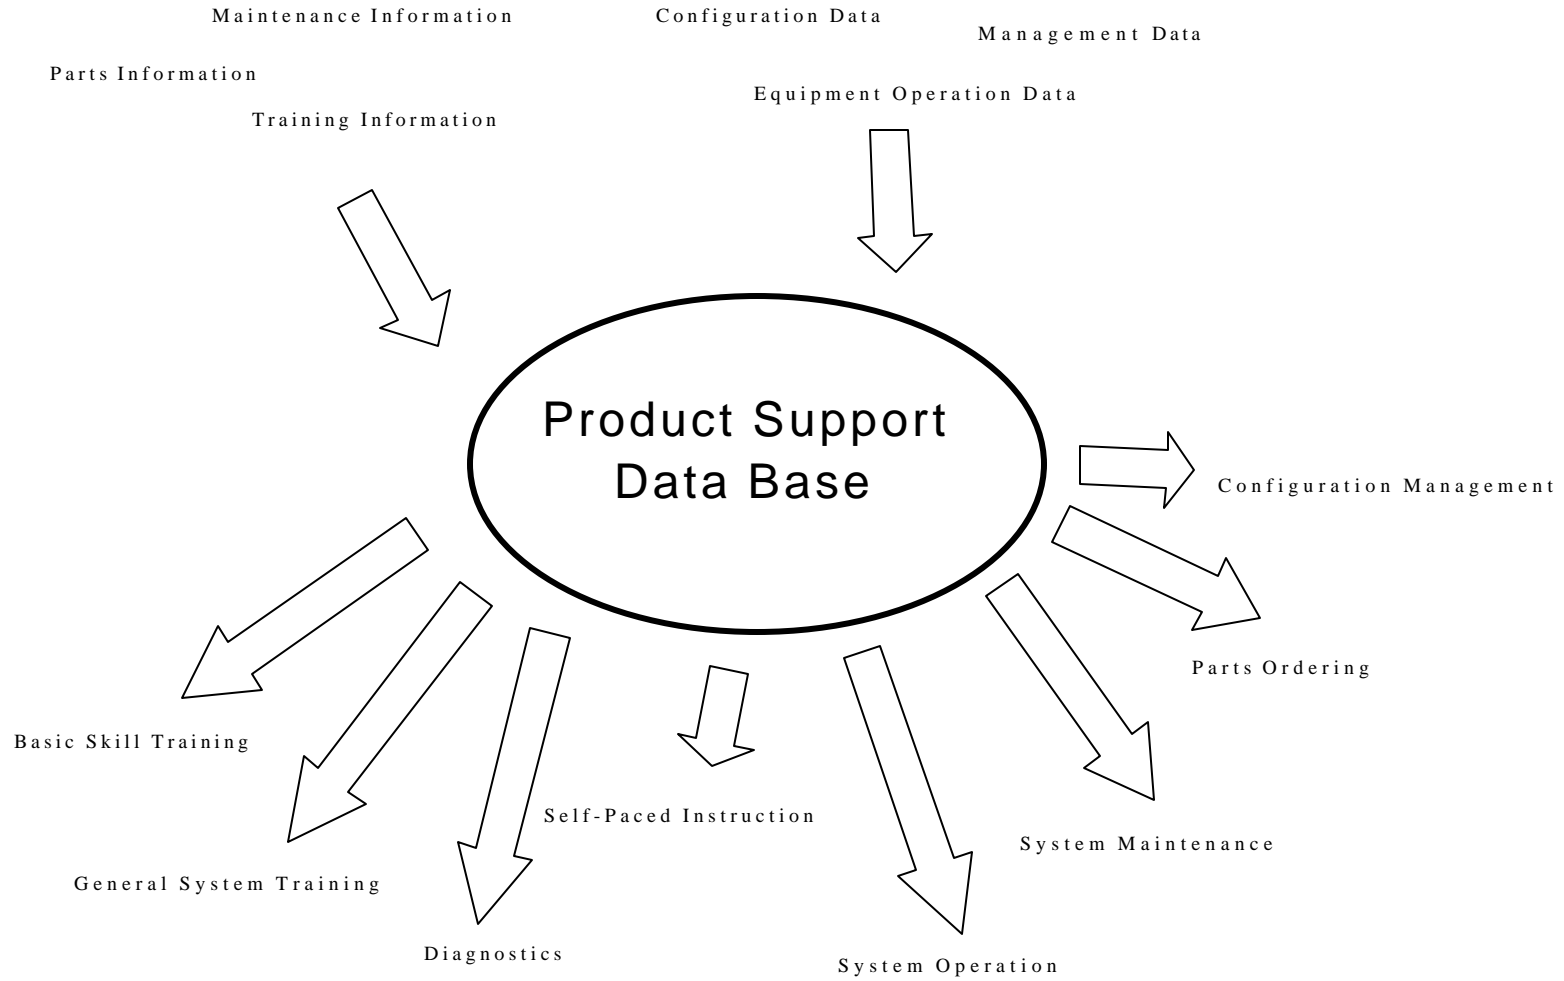 Maintenance Information
Configuration Data
Management Data
Parts Information
Equipment Operation Data
Training Information
Product Support
Data Base
Configuration Management
Parts Ordering
Basic Skill Training
Self-Paced Instruction
System Maintenance
General System Training
Diagnostics
System Operation